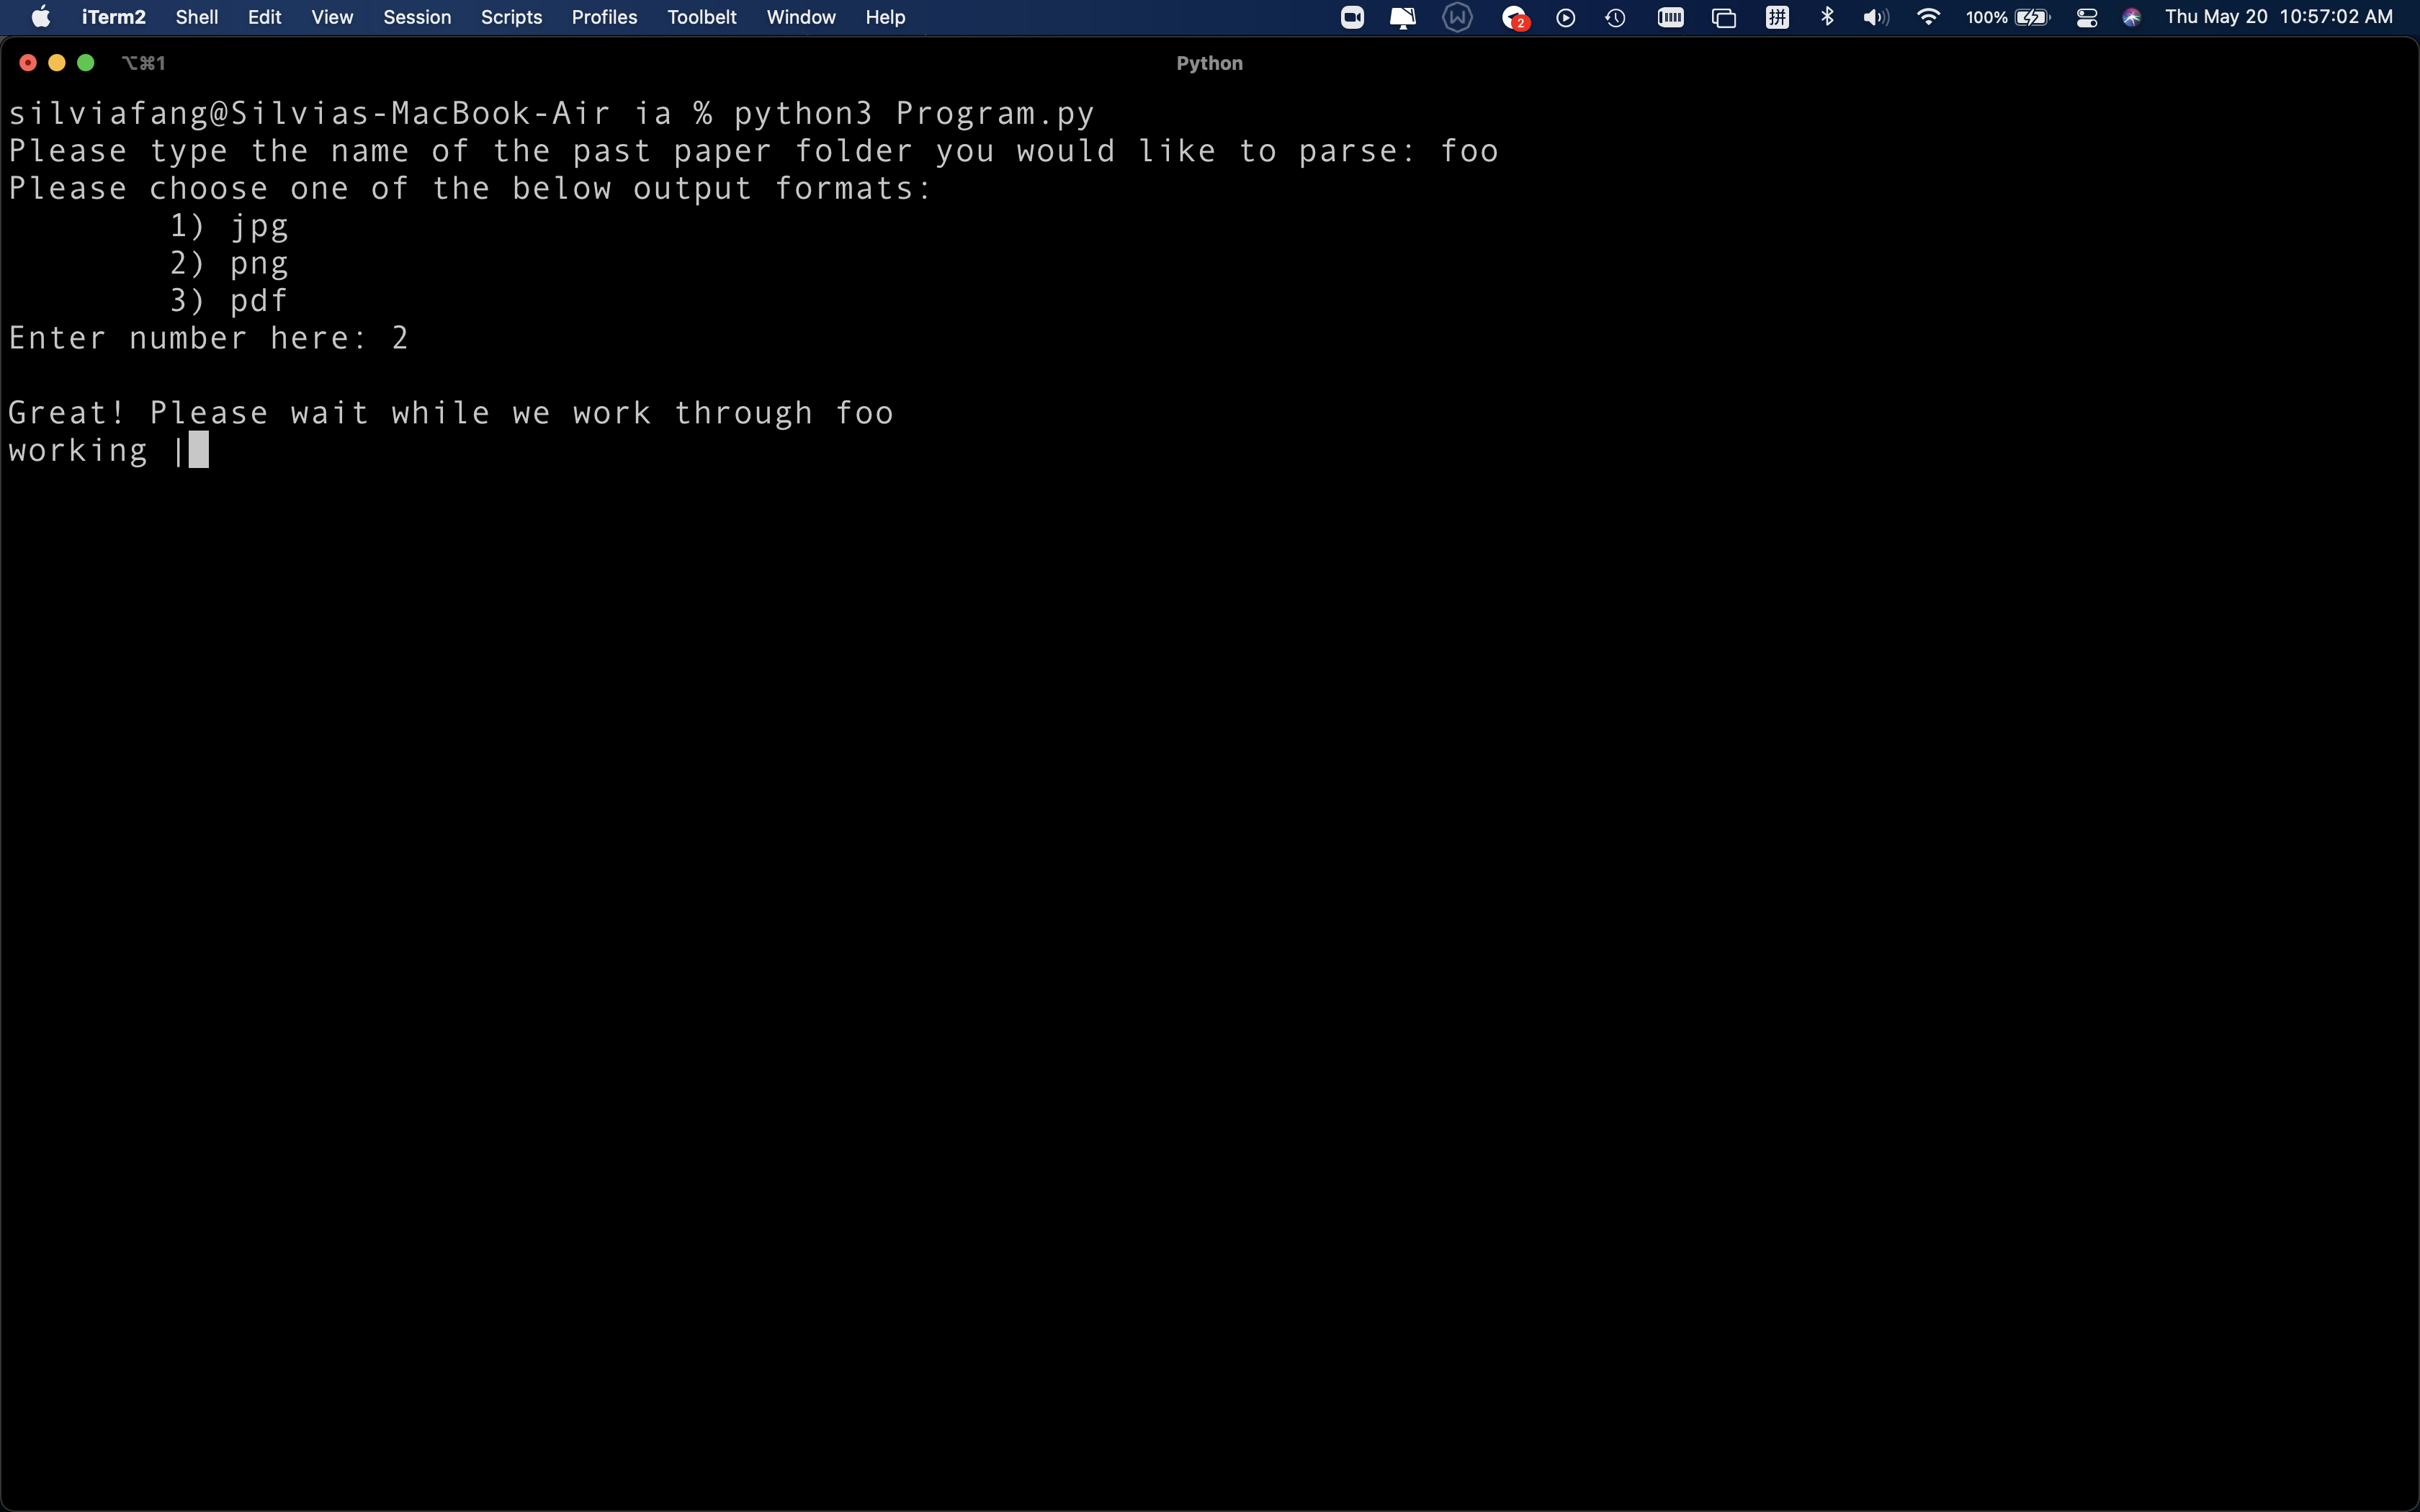 iTerm2 Shell Edit View Session Scripts Profiles Toolbelt Window Help 2 拼 100% Thu May 20 10:57:02 AM
⌥⌘1 Python
silviafang@Silvias-MacBook-Air ia % python3 Program.py
Please type the name of the past paper folder you would like to parse: foo
Please choose one of the below output formats:
1) jpg
2) png
3) pdf
Enter number here: 2
Great! Please wait while we work through foo
working |